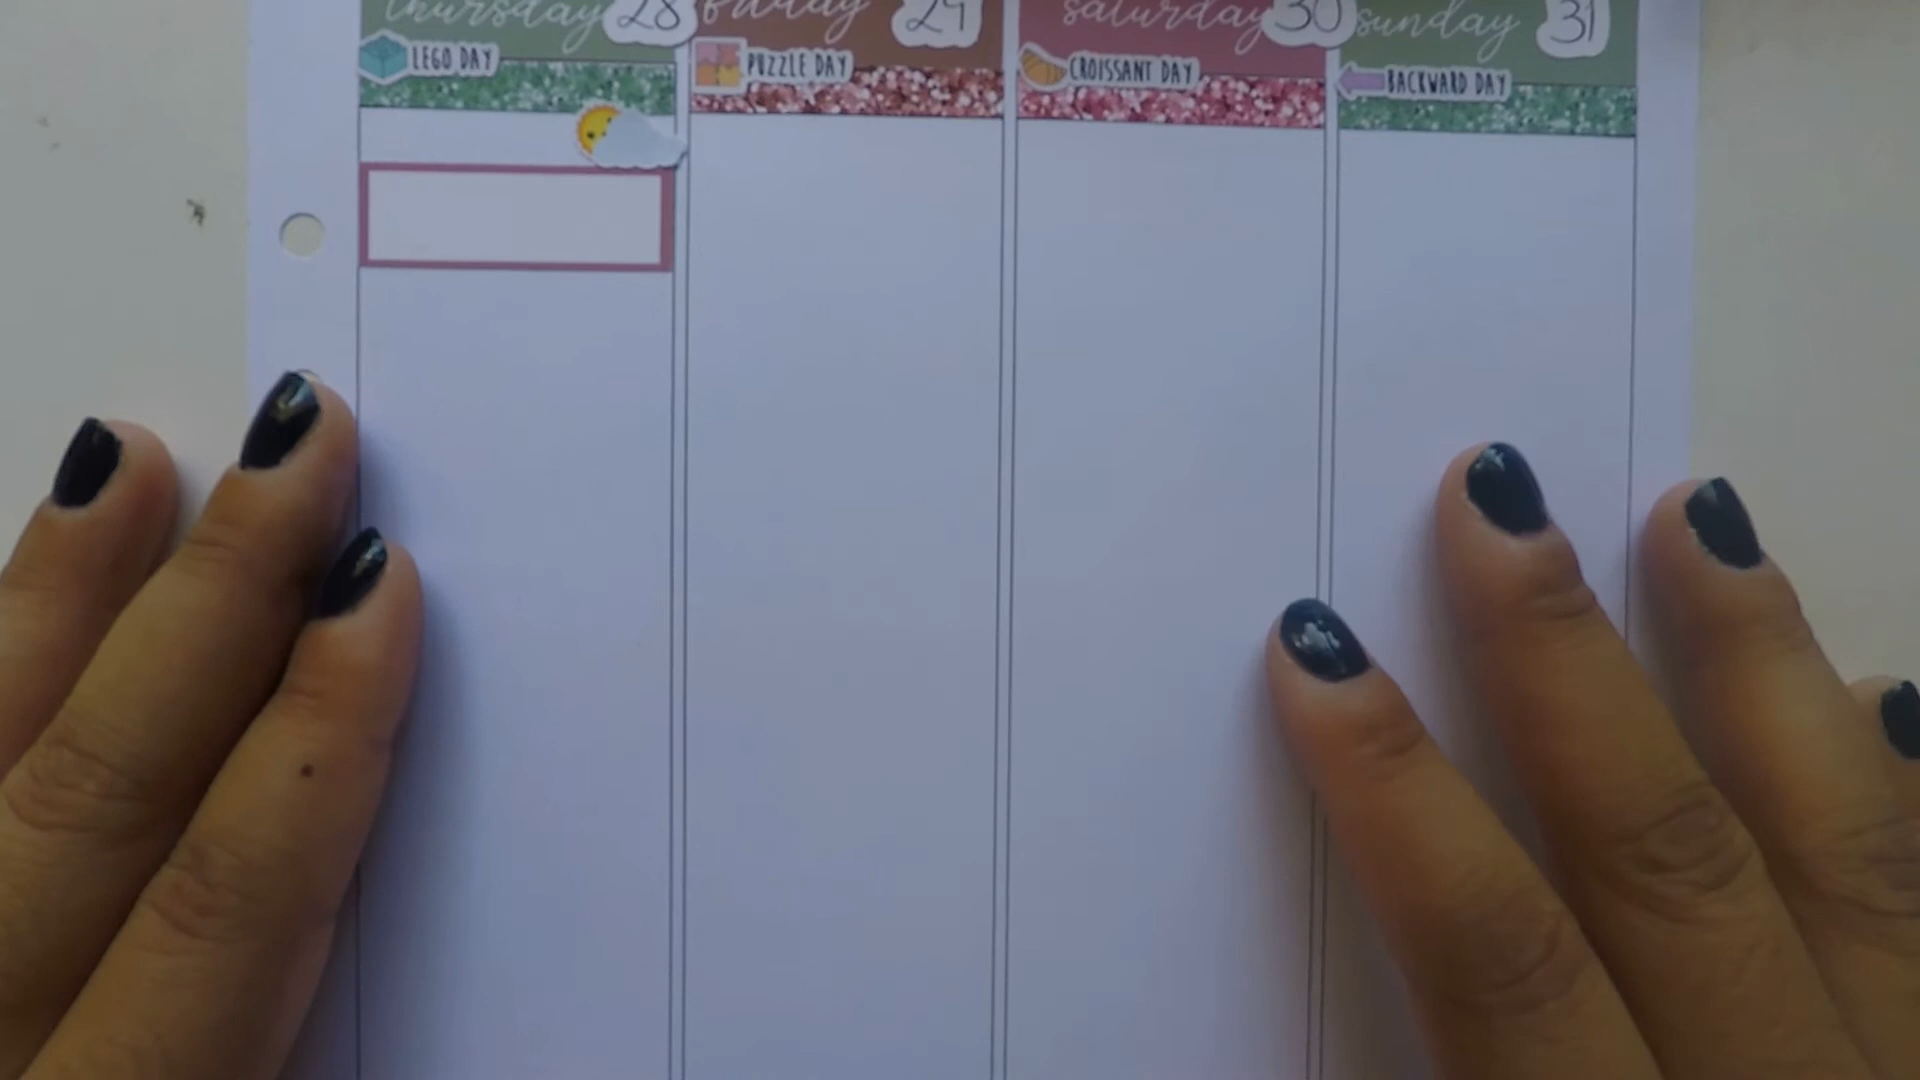 thursday 28 friday 29 saturday 30 sunday 31
LEGO DAY PUZZLE DAY CROISSANT DAY BACKWARD DAY